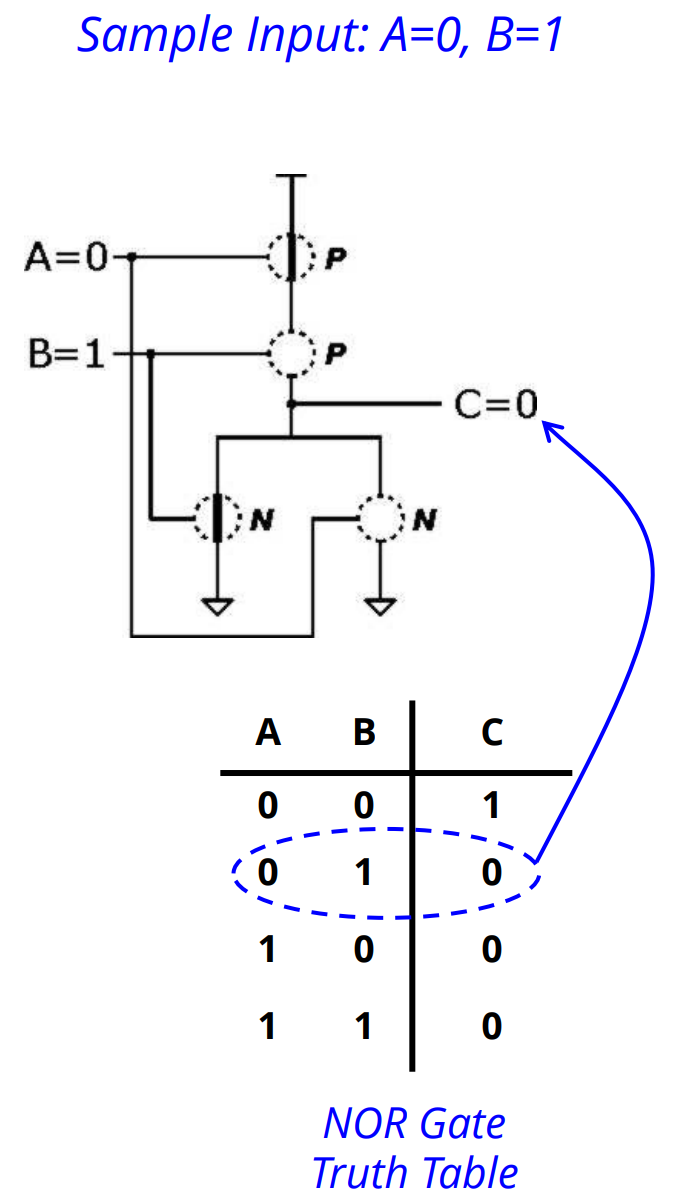 Sample Input: A=0, B=1
A=0
P
B=1
P
C=0
N
N
A B C
0 0 1
0 1 0
1 0 0
1 1 0
NOR Gate
Truth Table